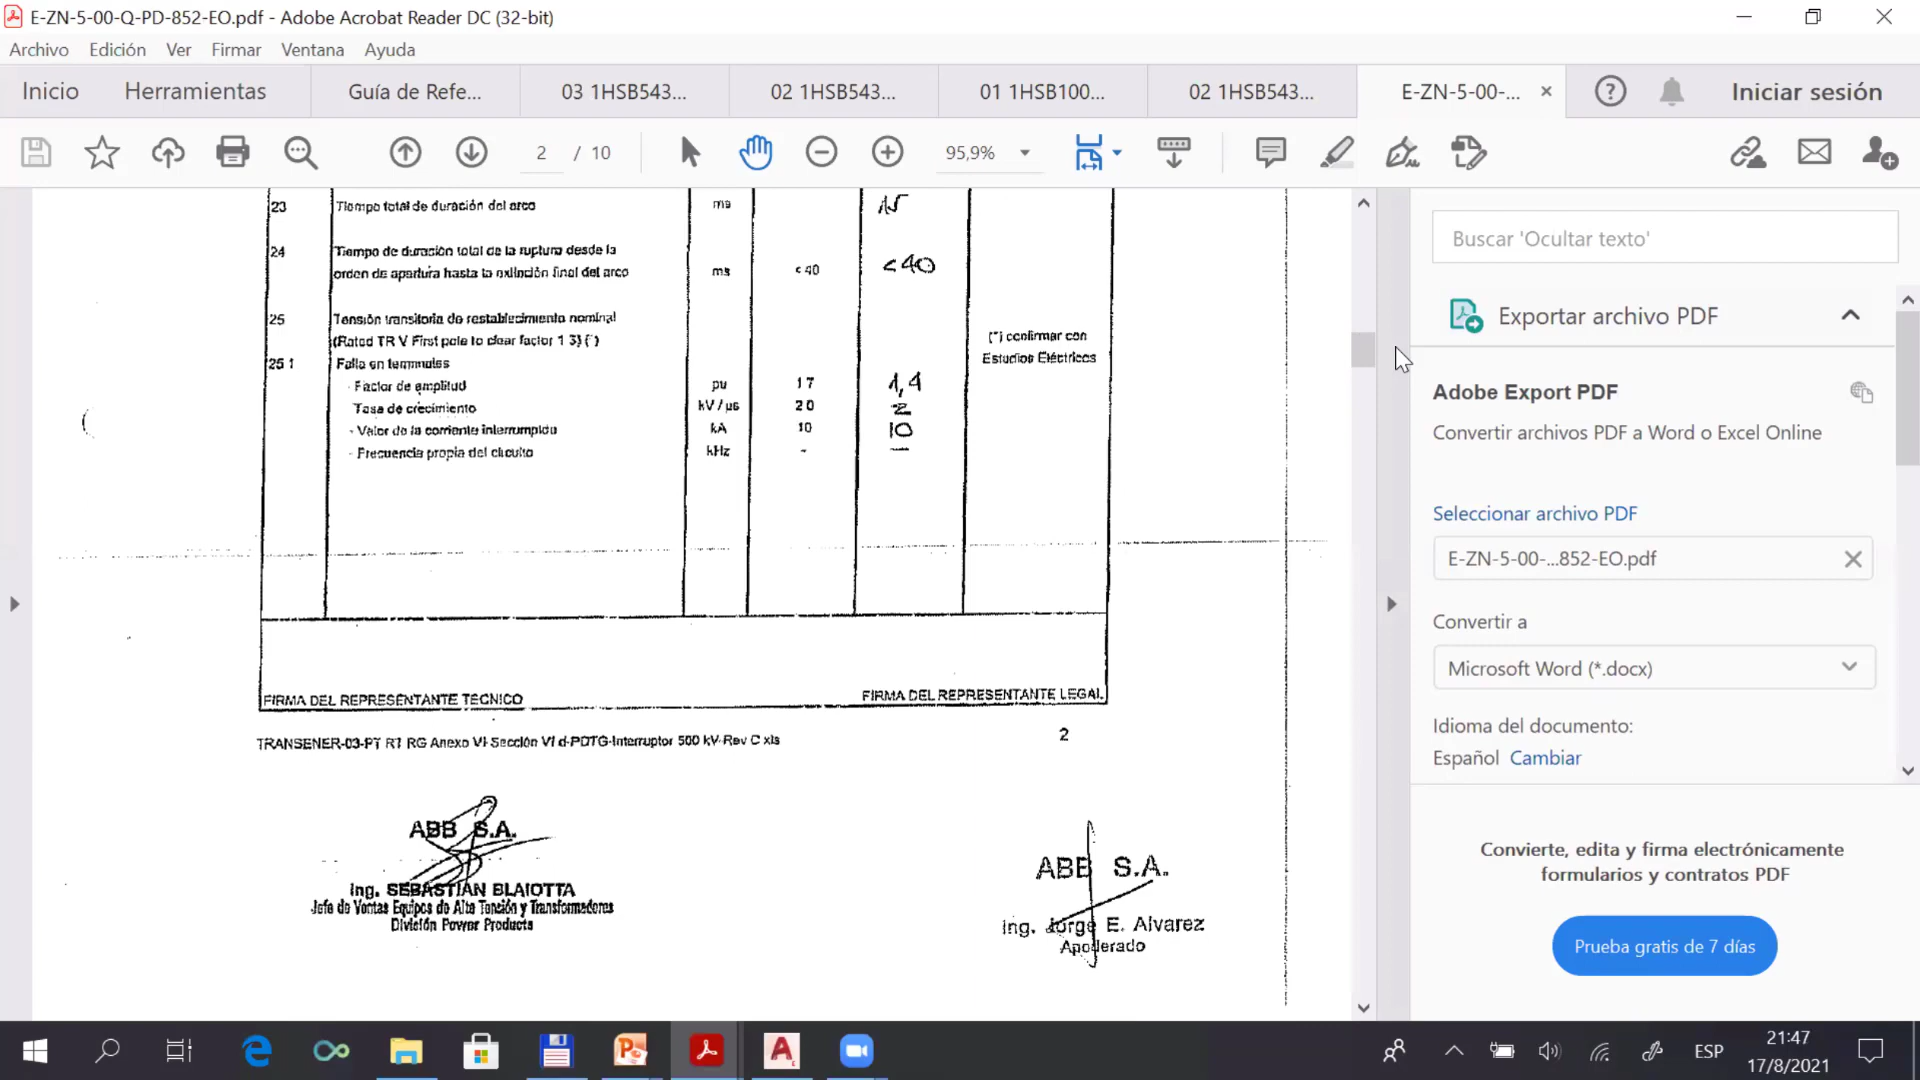 E-ZN-5-00-Q-PD-852-EO.pdf - Adobe Acrobat Reader DC (32-bit)
Archivo Edición Ver Firmar Ventana Ayuda
Inicio Herramientas Guía de Refe... 03 1HSB543... 02 1HSB543... 01 1HSB100... 02 1HSB543... E-ZN-5-00-... Iniciar sesión
2 / 10 95,9%
23 Tiempo total de duración del arco ms 15
24 Tiempo de duración total de la ruptura desde la
orden de apertura hasta la extinción final del arco ms < 40 < 40
25 Tensión transitoria de restablecimiento nominal
(Rated TR V First pole to clear factor 1 3) (*)
(*) confirmar con
Estudios Eléctricos
25 1 Falla en terminales
- Factor de amplitud pu 1 7 1,4
Tasa de crecimiento kV / µs 2 0 2
- Valor de la corriente interrumpida kA 10 10
- Frecuencia propia del circuito kHz - —
FIRMA DEL REPRESENTANTE TECNICO FIRMA DEL REPRESENTANTE LEGAL
TRANSENER-03-PT RT RG Anexo VI-Sección VI d-PDTG-Interruptor 500 kV-Rev C xls 2
ABB S.A.
Ing. SEBASTIAN BLAIOTTA
Jefe de Ventas Equipos de Alta Tensión y Transformadores
División Power Products
ABB S.A.
Ing. Jorge E. Alvarez
Apoderado
Buscar 'Ocultar texto'
Exportar archivo PDF
Adobe Export PDF
Convertir archivos PDF a Word o Excel Online
Seleccionar archivo PDF
E-ZN-5-00-...852-EO.pdf
Convertir a
Microsoft Word (*.docx)
Idioma del documento:
Español Cambiar
Convierte, edita y firma electrónicamente
formularios y contratos PDF
Prueba gratis de 7 días
ESP
21:47
17/8/2021